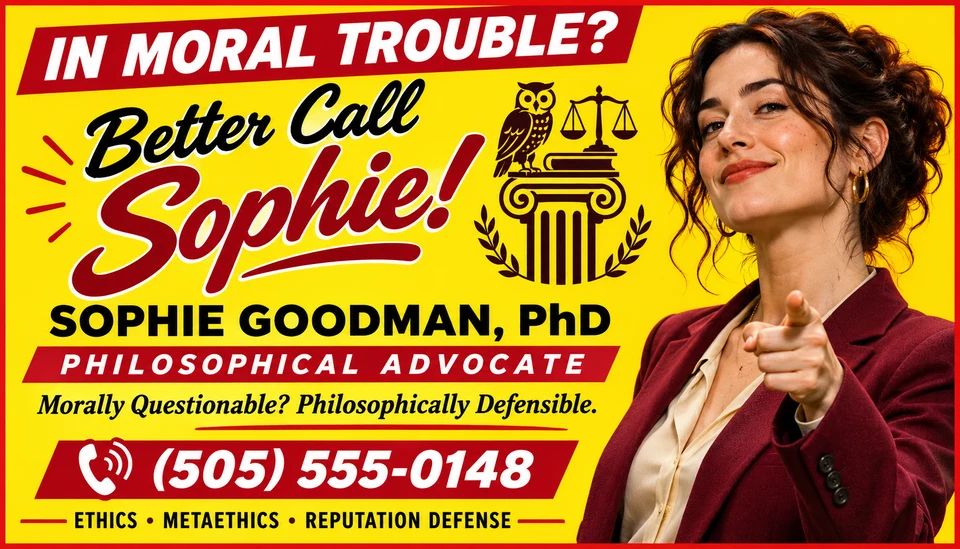 IN MORAL TROUBLE?
Better Call
Sophie!
SOPHIE GOODMAN, PhD
PHILOSOPHICAL ADVOCATE
Morally Questionable? Philosophically Defensible.
(505) 555-0148
ETHICS • METAETHICS • REPUTATION DEFENSE